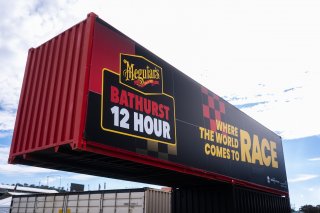 Meguiar's
BATHURST
12 HOUR
WHERE
THE WORLD
COMES TO
RACE